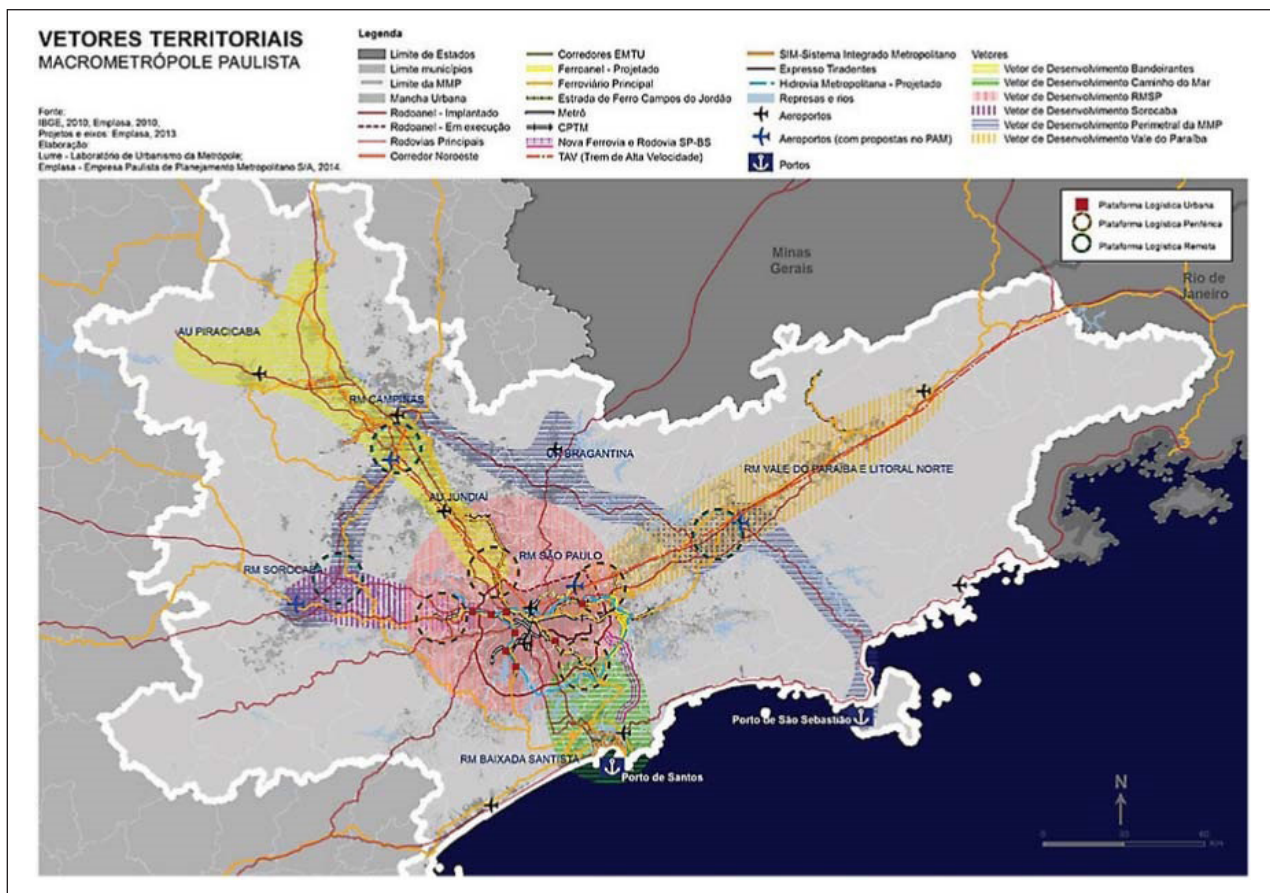 VETORES TERRITORIAIS
MACROMETRÓPOLE PAULISTA
Fonte:
IBGE, 2010; Emplasa, 2010;
Projetos e eixos: Emplasa, 2013
Elaboração:
Lume - Laboratório de Urbanismo da Metrópole;
Emplasa - Empresa Paulista de Planejamento Metropolitano S/A, 2014.
Legenda
Limite de Estados
Limite municípios
Limite da MMP
Mancha Urbana
Rodoanel - Implantado
Rodoanel - Em execução
Rodovias Principais
Corredor Noroeste
Corredores EMTU
Ferroanel - Projetado
Ferroviário Principal
Estrada de Ferro Campos do Jordão
Metrô
CPTM
Nova Ferrovia e Rodovia SP-BS
TAV (Trem de Alta Velocidade)
SIM-Sistema Integrado Metropolitano
Expresso Tiradentes
Hidrovia Metropolitana - Projetado
Represas e rios
Aeroportos
Aeroportos (com propostas no PAM)
Portos
Vetores
Vetor de Desenvolvimento Bandeirantes
Vetor de Desenvolvimento Caminho do Mar
Vetor de Desenvolvimento RMSP
Vetor de Desenvolvimento Sorocaba
Vetor de Desenvolvimento Perimetral da MMP
Vetor de Desenvolvimento Vale do Paraíba
Plataforma Logística Urbana
Plataforma Logística Periférica
Plataforma Logística Remota
Minas
Gerais
Rio de
Janeiro
AU PIRACICABA
RM CAMPINAS
BRAGANTINA
RM VALE DO PARAÍBA E LITORAL NORTE
AU JUNDIAÍ
RM SÃO PAULO
RM SOROCABA
Porto de São Sebastião
RM BAIXADA SANTISTA
Porto de Santos
N
0
60